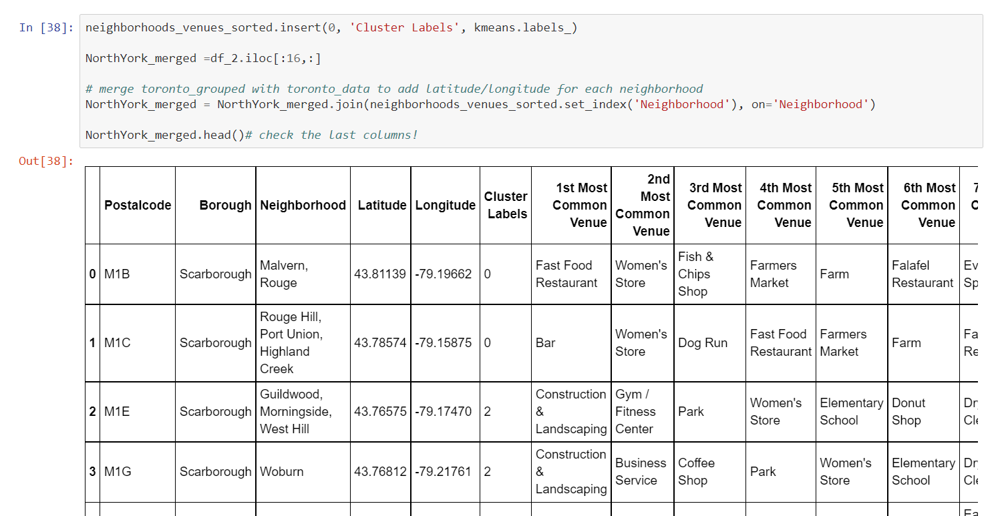 In [38]: neighborhoods_venues_sorted.insert(0, 'Cluster Labels', kmeans.labels_)
NorthYork_merged =df_2.iloc[:16,:]
# merge toronto_grouped with toronto_data to add latitude/longitude for each neighborhood
NorthYork_merged = NorthYork_merged.join(neighborhoods_venues_sorted.set_index('Neighborhood'), on='Neighborhood')
NorthYork_merged.head()# check the last columns!
Out[38]:
Postalcode
Borough
Neighborhood
Latitude
Longitude
Cluster
Labels
1st Most
Common
Venue
2nd
Most
Common
Venue
3rd Most
Common
Venue
4th Most
Common
Venue
5th Most
Common
Venue
6th Most
Common
Venue
7
C
0
M1B
Scarborough
Malvern,
Rouge
43.81139
-79.19662
0
Fast Food
Restaurant
Women's
Store
Fish &
Chips
Shop
Farmers
Market
Farm
Falafel
Restaurant
Ev
Sp
1
M1C
Scarborough
Rouge Hill,
Port Union,
Highland
Creek
43.78574
-79.15875
0
Bar
Women's
Store
Dog Run
Fast Food
Restaurant
Farmers
Market
Farm
Fa
Re
2
M1E
Scarborough
Guildwood,
Morningside,
West Hill
43.76575
-79.17470
2
Construction
&
Landscaping
Gym /
Fitness
Center
Park
Women's
Store
Elementary
School
Donut
Shop
Dr
Cle
3
M1G
Scarborough
Woburn
43.76812
-79.21761
2
Construction
&
Landscaping
Business
Service
Coffee
Shop
Park
Women's
Store
Elementary
School
Dr
Cle